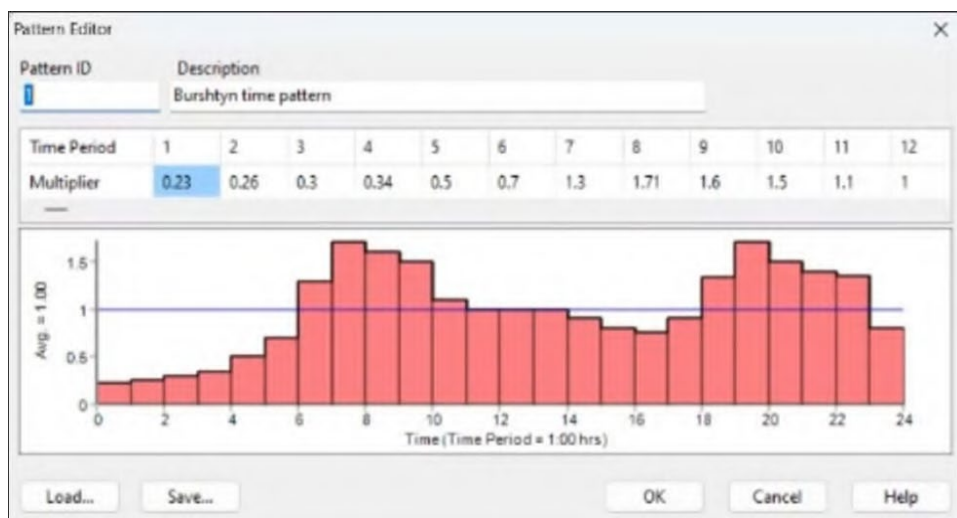 Pattern Editor
Pattern ID Description
1 Burshtyn time pattern
Time Period 1 2 3 4 5 6 7 8 9 10 11 12
Multiplier 0.23 0.26 0.3 0.34 0.5 0.7 1.3 1.71 1.6 1.5 1.1 1
Avg. = 1.00
1.5
1
0.5
0
0 2 4 6 8 10 12 14 16 18 20 22 24
Time (Time Period = 1:00 hrs)
Load... Save... OK Cancel Help